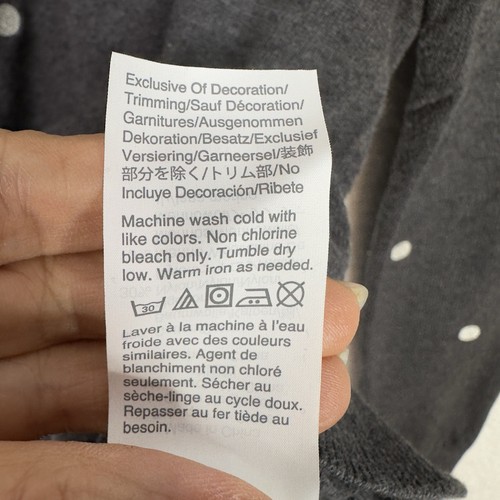 Exclusive Of Decoration/
Trimming/Sauf Décoration/
Garnitures/Ausgenommen
Dekoration/Besatz/Exclusief
Versiering/Garneersel/装飾
部分を除く/トリム部/No
Incluye Decoración/Ribete
Machine wash cold with
like colors. Non chlorine
bleach only. Tumble dry
low. Warm iron as needed.
30
Laver à la machine à l'eau
froide avec des couleurs
similaires. Agent de
blanchiment non chloré
seulement. Sécher au
sèche-linge au cycle doux.
Repasser au fer tiède au
besoin.